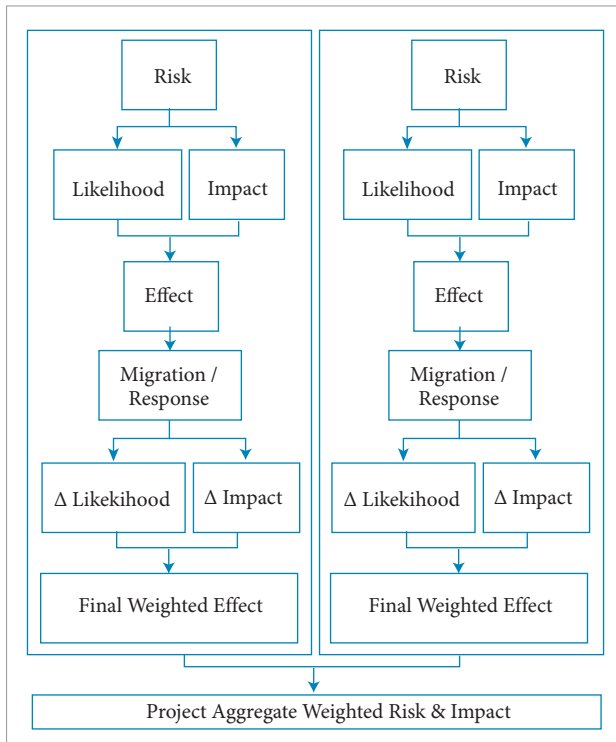 Risk
Likelihood
Impact
Effect
Migration /
Response
Δ Likekihood
Δ Impact
Final Weighted Effect
Risk
Likelihood
Impact
Effect
Migration /
Response
Δ Likekihood
Δ Impact
Final Weighted Effect
Project Aggregate Weighted Risk & Impact